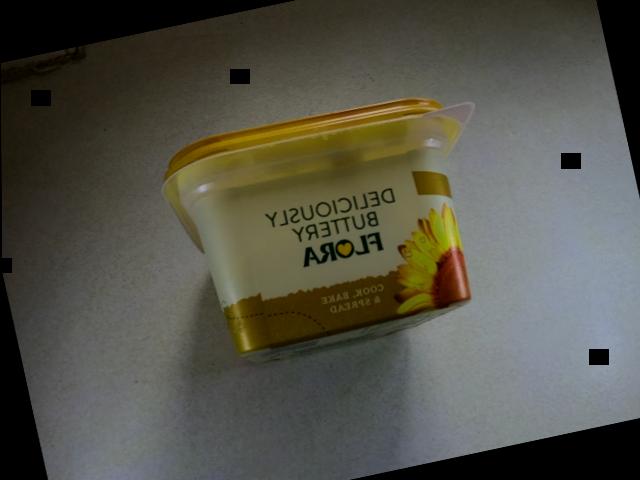 DELICIOUSLY
BUTTERY
FLORA
COOK, BAKE
& SPREAD